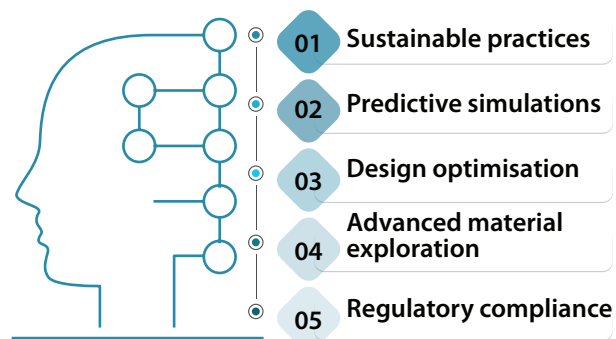 01 Sustainable practices
02 Predictive simulations
03 Design optimisation
04 Advanced material
exploration
05 Regulatory compliance